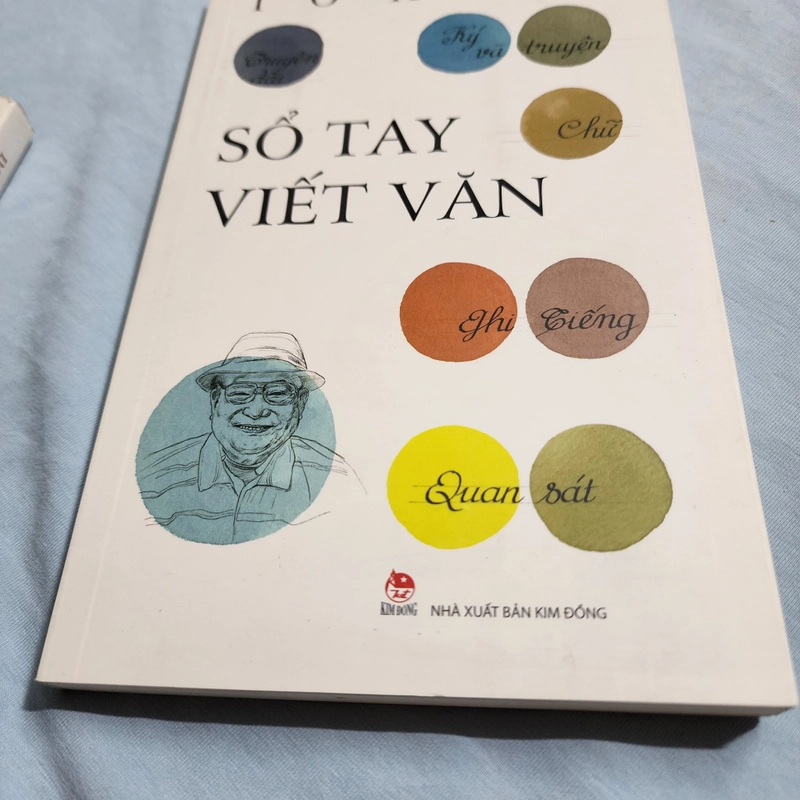 Truyện
Ký truyện
và
SỔ TAY
Chữ
VIẾT VĂN
Ghi Tiếng
Quan sát
KIM ĐỒNG
NHÀ XUẤT BẢN KIM ĐỒNG